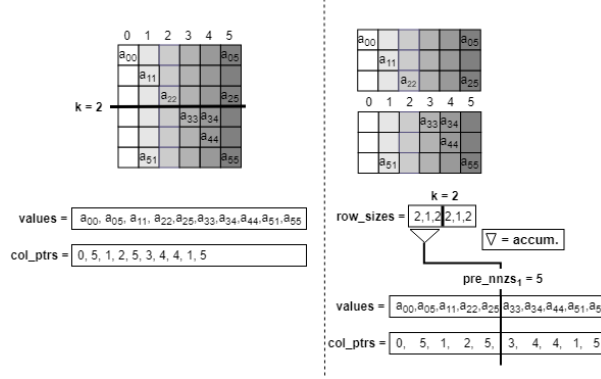 0 1 2 3 4 5
a00 a05
a11
a22 a25
k = 2
a33 a34
a44
a51 a55
values = a00, a05, a11, a22,a25,a33,a34,a44,a51,a55
col_ptrs = 0, 5, 1, 2, 5, 3, 4, 4, 1, 5
a00 a05
a11
a22 a25
0 1 2 3 4 5
a33 a34
a44
a51 a55
k = 2
row_sizes = 2,1,2 2,1,2
∇ = accum.
pre_nnzs1 = 5
values = a00,a05,a11,a22,a25 a33,a34,a44,a51,a5
col_ptrs = 0, 5, 1, 2, 5, 3, 4, 4, 1, 5